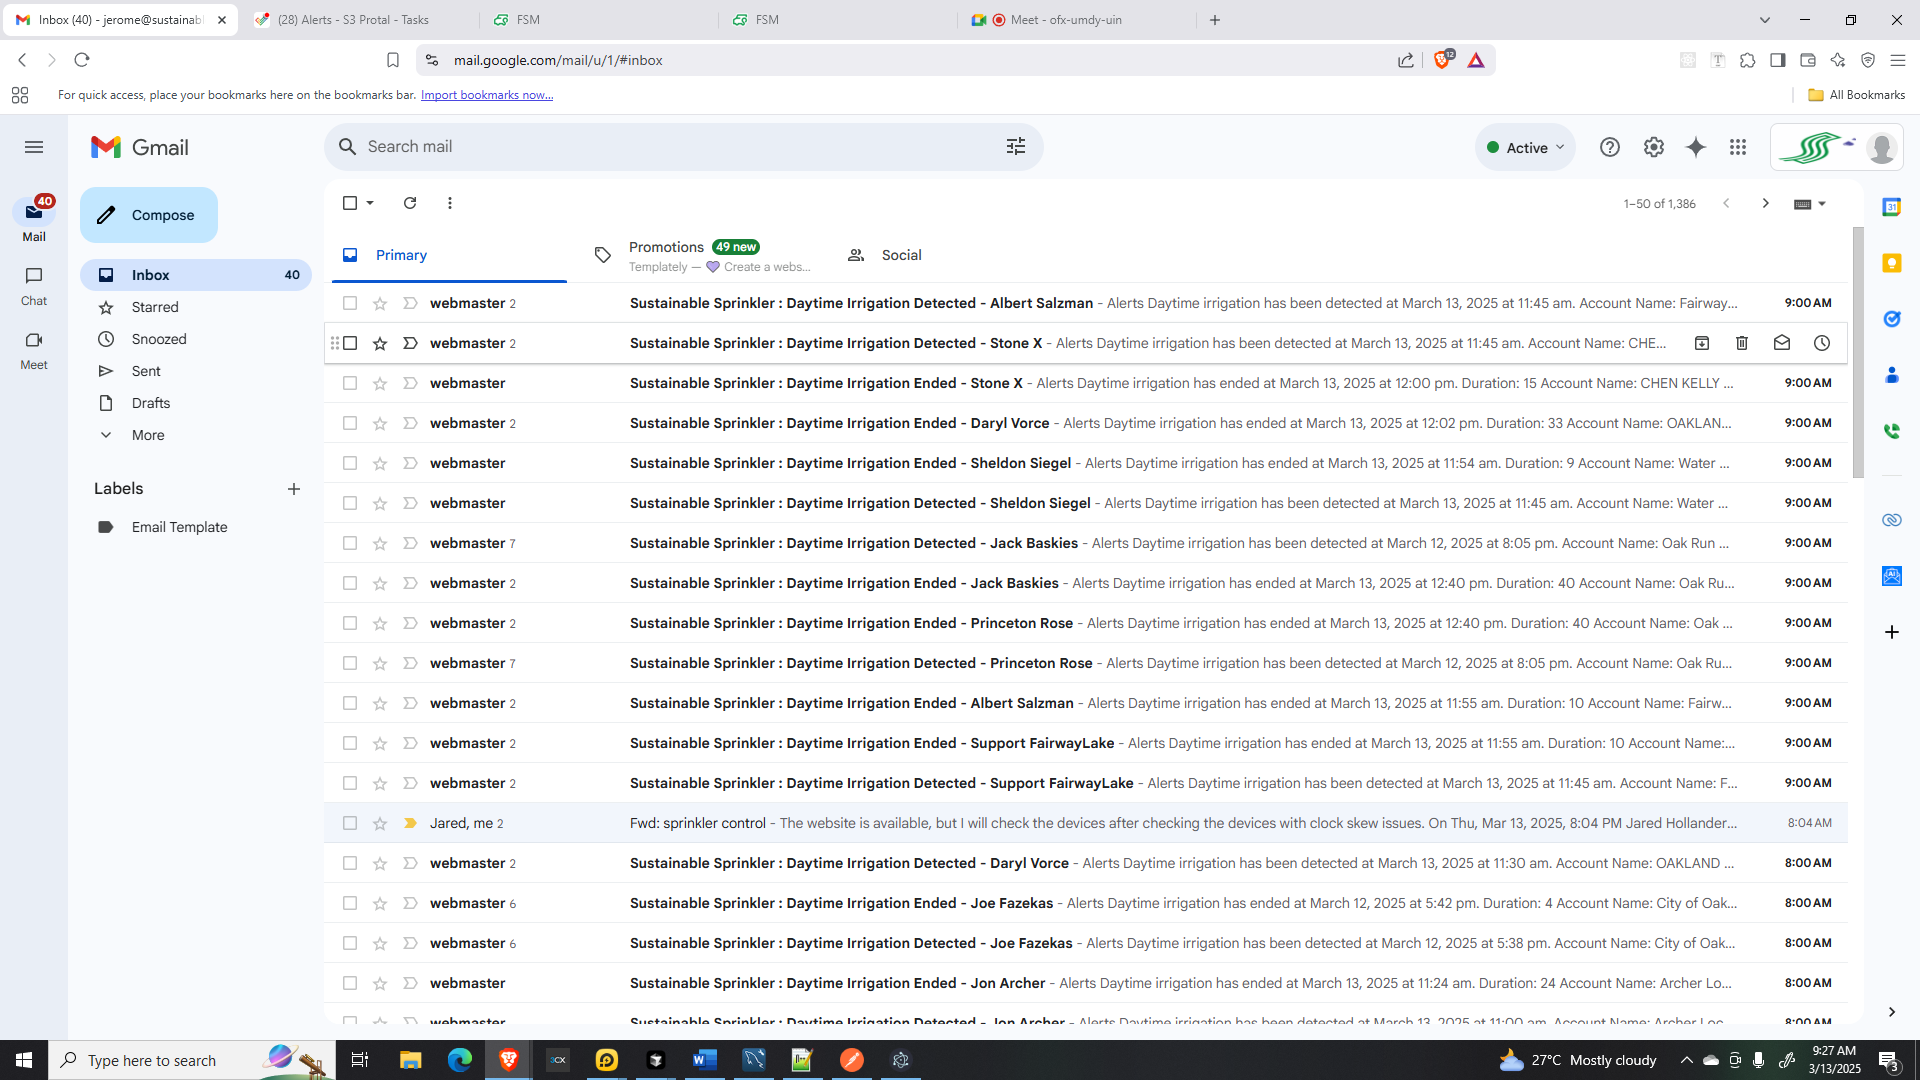 Inbox (40) - jerome@sustainabl
(28) Alerts - S3 Protal - Tasks
FSM
FSM
Meet - ofx-umdy-uin
mail.google.com/mail/u/1/#inbox
12
For quick access, place your bookmarks here on the bookmarks bar. Import bookmarks now...
All Bookmarks
Gmail
Search mail
Active
40
Mail
Chat
Meet
Compose
Inbox 40
Starred
Snoozed
Sent
Drafts
More
Labels
Email Template
1–50 of 1,386
Primary
Promotions 49 new
Templately — 💜 Create a webs...
Social
webmaster 2 Sustainable Sprinkler : Daytime Irrigation Detected - Albert Salzman - Alerts Daytime irrigation has been detected at March 13, 2025 at 11:45 am. Account Name: Fairway... 9:00 AM
webmaster 2 Sustainable Sprinkler : Daytime Irrigation Detected - Stone X - Alerts Daytime irrigation has been detected at March 13, 2025 at 11:45 am. Account Name: CHE...
webmaster Sustainable Sprinkler : Daytime Irrigation Ended - Stone X - Alerts Daytime irrigation has ended at March 13, 2025 at 12:00 pm. Duration: 15 Account Name: CHEN KELLY ... 9:00 AM
webmaster 2 Sustainable Sprinkler : Daytime Irrigation Ended - Daryl Vorce - Alerts Daytime irrigation has ended at March 13, 2025 at 12:02 pm. Duration: 33 Account Name: OAKLAN... 9:00 AM
webmaster Sustainable Sprinkler : Daytime Irrigation Ended - Sheldon Siegel - Alerts Daytime irrigation has ended at March 13, 2025 at 11:54 am. Duration: 9 Account Name: Water ... 9:00 AM
webmaster Sustainable Sprinkler : Daytime Irrigation Detected - Sheldon Siegel - Alerts Daytime irrigation has been detected at March 13, 2025 at 11:45 am. Account Name: Water ... 9:00 AM
webmaster 7 Sustainable Sprinkler : Daytime Irrigation Detected - Jack Baskies - Alerts Daytime irrigation has been detected at March 12, 2025 at 8:05 pm. Account Name: Oak Run ... 9:00 AM
webmaster 2 Sustainable Sprinkler : Daytime Irrigation Ended - Jack Baskies - Alerts Daytime irrigation has ended at March 13, 2025 at 12:40 pm. Duration: 40 Account Name: Oak Ru... 9:00 AM
webmaster 2 Sustainable Sprinkler : Daytime Irrigation Ended - Princeton Rose - Alerts Daytime irrigation has ended at March 13, 2025 at 12:40 pm. Duration: 40 Account Name: Oak ... 9:00 AM
webmaster 7 Sustainable Sprinkler : Daytime Irrigation Detected - Princeton Rose - Alerts Daytime irrigation has been detected at March 12, 2025 at 8:05 pm. Account Name: Oak Ru... 9:00 AM
webmaster 2 Sustainable Sprinkler : Daytime Irrigation Ended - Albert Salzman - Alerts Daytime irrigation has ended at March 13, 2025 at 11:55 am. Duration: 10 Account Name: Fairw... 9:00 AM
webmaster 2 Sustainable Sprinkler : Daytime Irrigation Ended - Support FairwayLake - Alerts Daytime irrigation has ended at March 13, 2025 at 11:55 am. Duration: 10 Account Name:... 9:00 AM
webmaster 2 Sustainable Sprinkler : Daytime Irrigation Detected - Support FairwayLake - Alerts Daytime irrigation has been detected at March 13, 2025 at 11:45 am. Account Name: F... 9:00 AM
Jared, me 2 Fwd: sprinkler control - The website is available, but I will check the devices after checking the devices with clock skew issues. On Thu, Mar 13, 2025, 8:04 PM Jared Hollander... 8:04 AM
webmaster 2 Sustainable Sprinkler : Daytime Irrigation Detected - Daryl Vorce - Alerts Daytime irrigation has been detected at March 13, 2025 at 11:30 am. Account Name: OAKLAND ... 8:00 AM
webmaster 6 Sustainable Sprinkler : Daytime Irrigation Ended - Joe Fazekas - Alerts Daytime irrigation has ended at March 12, 2025 at 5:42 pm. Duration: 4 Account Name: City of Oak... 8:00 AM
webmaster 6 Sustainable Sprinkler : Daytime Irrigation Detected - Joe Fazekas - Alerts Daytime irrigation has been detected at March 12, 2025 at 5:38 pm. Account Name: City of Oak... 8:00 AM
webmaster Sustainable Sprinkler : Daytime Irrigation Ended - Jon Archer - Alerts Daytime irrigation has ended at March 13, 2025 at 11:24 am. Duration: 24 Account Name: Archer Lo... 8:00 AM
webmaster Sustainable Sprinkler : Daytime Irrigation Detected - Jon Archer - Alerts Daytime irrigation has been detected at March 13, 2025 at 11:00 am. Account Name: Archer Loc... 8:00 AM
Type here to search
27°C Mostly cloudy
9:27 AM
3/13/2025
3